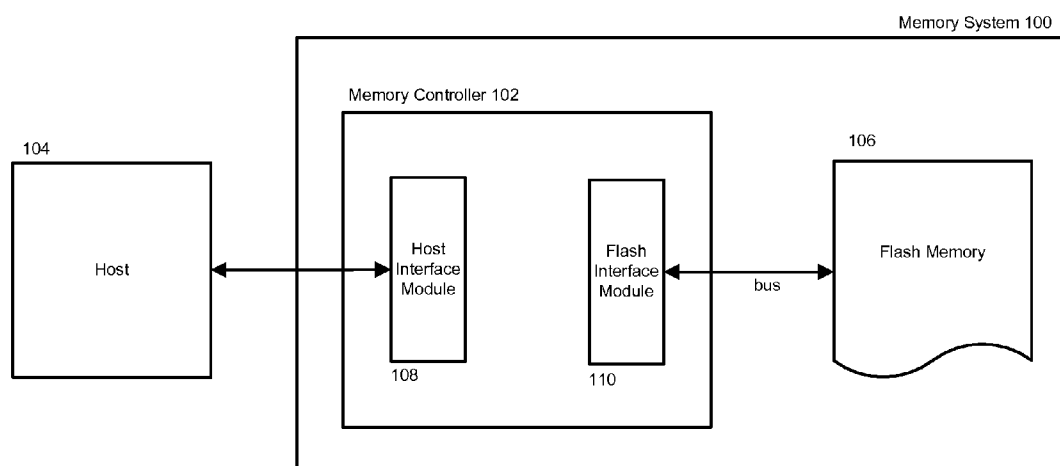 Memory System 100
Memory Controller 102
104
106
Host
Host
Interface
Module
Flash
Interface
Module
bus
Flash Memory
108
110